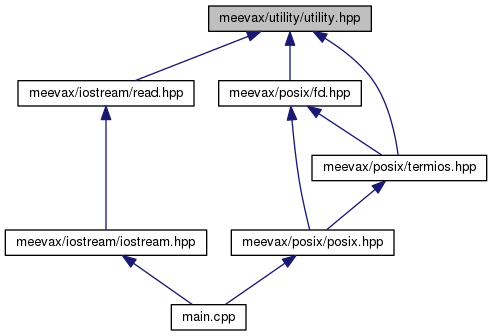 meevax/utility/utility.hpp
meevax/iostream/read.hpp
meevax/posix/fd.hpp
meevax/posix/termios.hpp
meevax/iostream/iostream.hpp
meevax/posix/posix.hpp
main.cpp